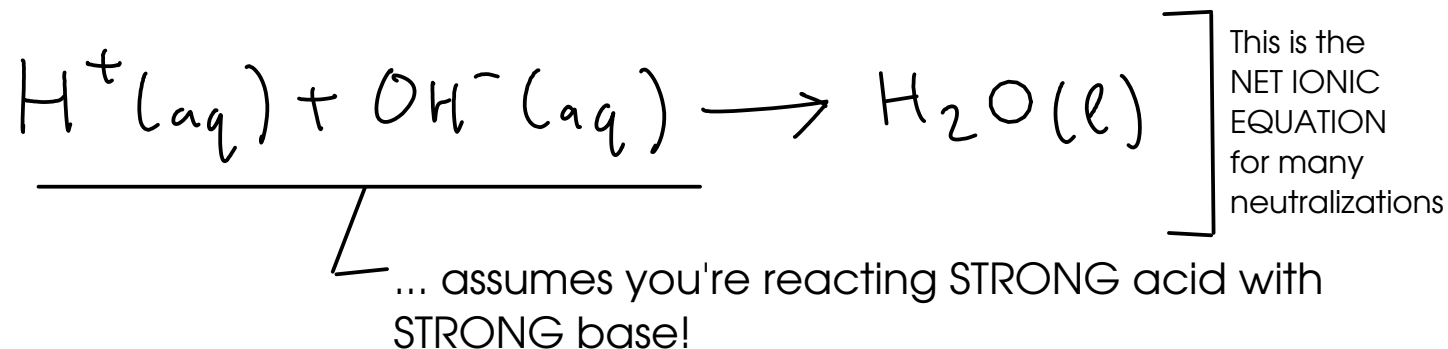 H⁺(aq) + OH⁻(aq) → H₂O(l)
This is the
NET IONIC
EQUATION
for many
neutralizations
... assumes you're reacting STRONG acid with
STRONG base!